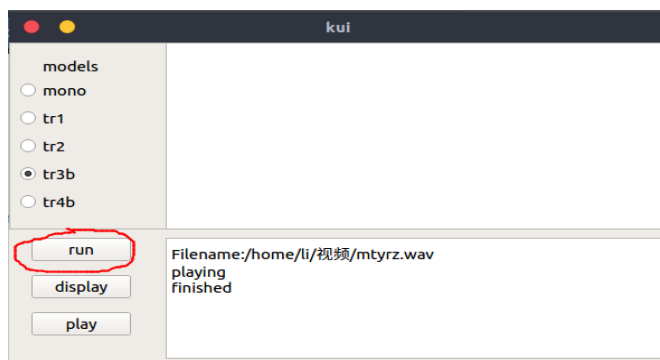 kui
models
mono
tr1
tr2
tr3b
tr4b
run
display
play
Filename:/home/li/视频/mtyrz.wav
playing
finished